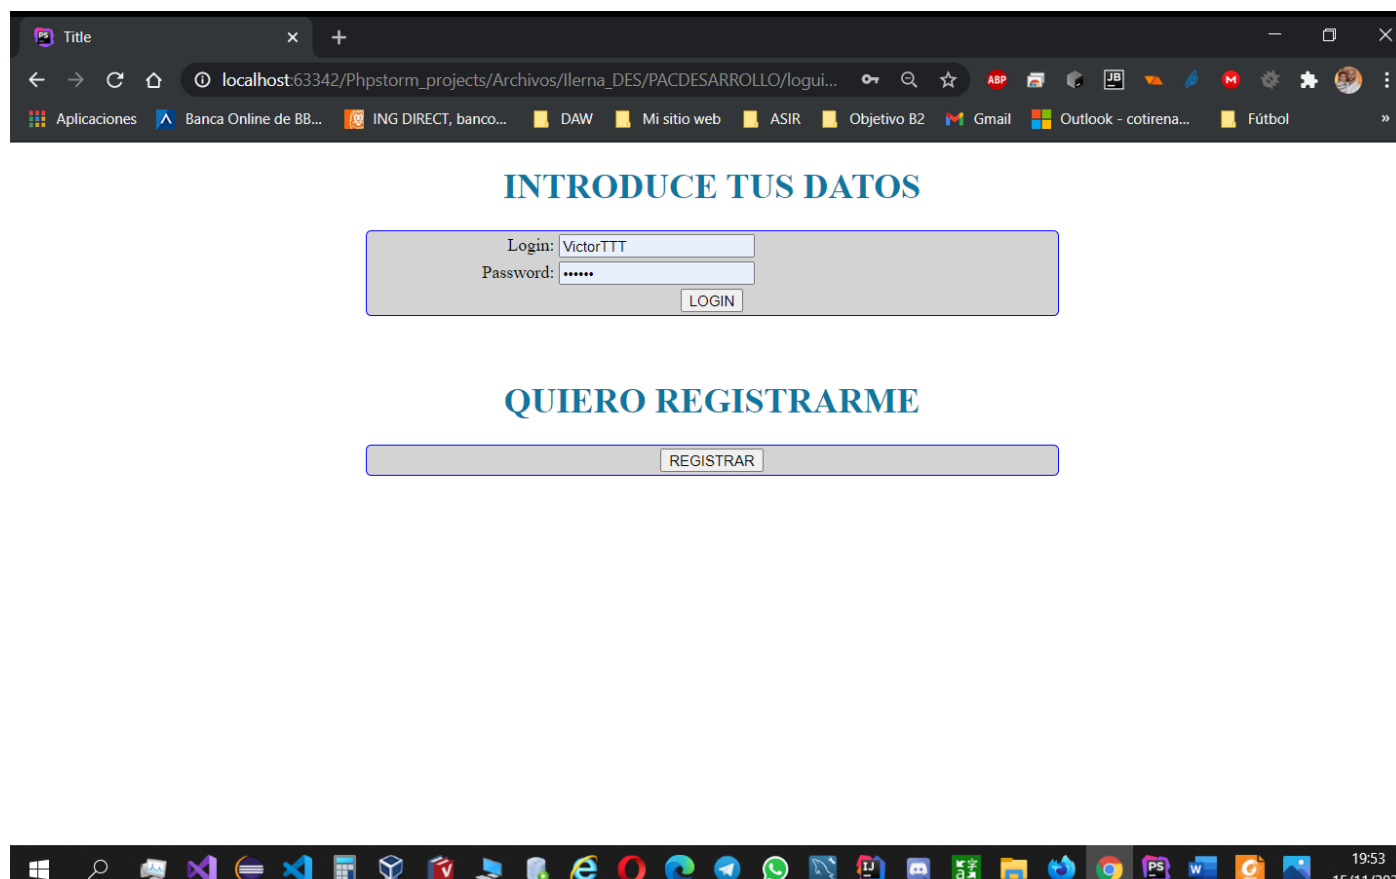 Title
localhost:63342/Phpstorm_projects/Archivos/Ilerna_DES/PACDESARROLLO/logui...
ABP
JB
M
Aplicaciones Banca Online de BB... ING DIRECT, banco... DAW Mi sitio web ASIR Objetivo B2 Gmail Outlook - cotirena... Fútbol »
INTRODUCE TUS DATOS
Login: VictorTTT
Password: ••••••
LOGIN
QUIERO REGISTRARME
REGISTRAR
19:53